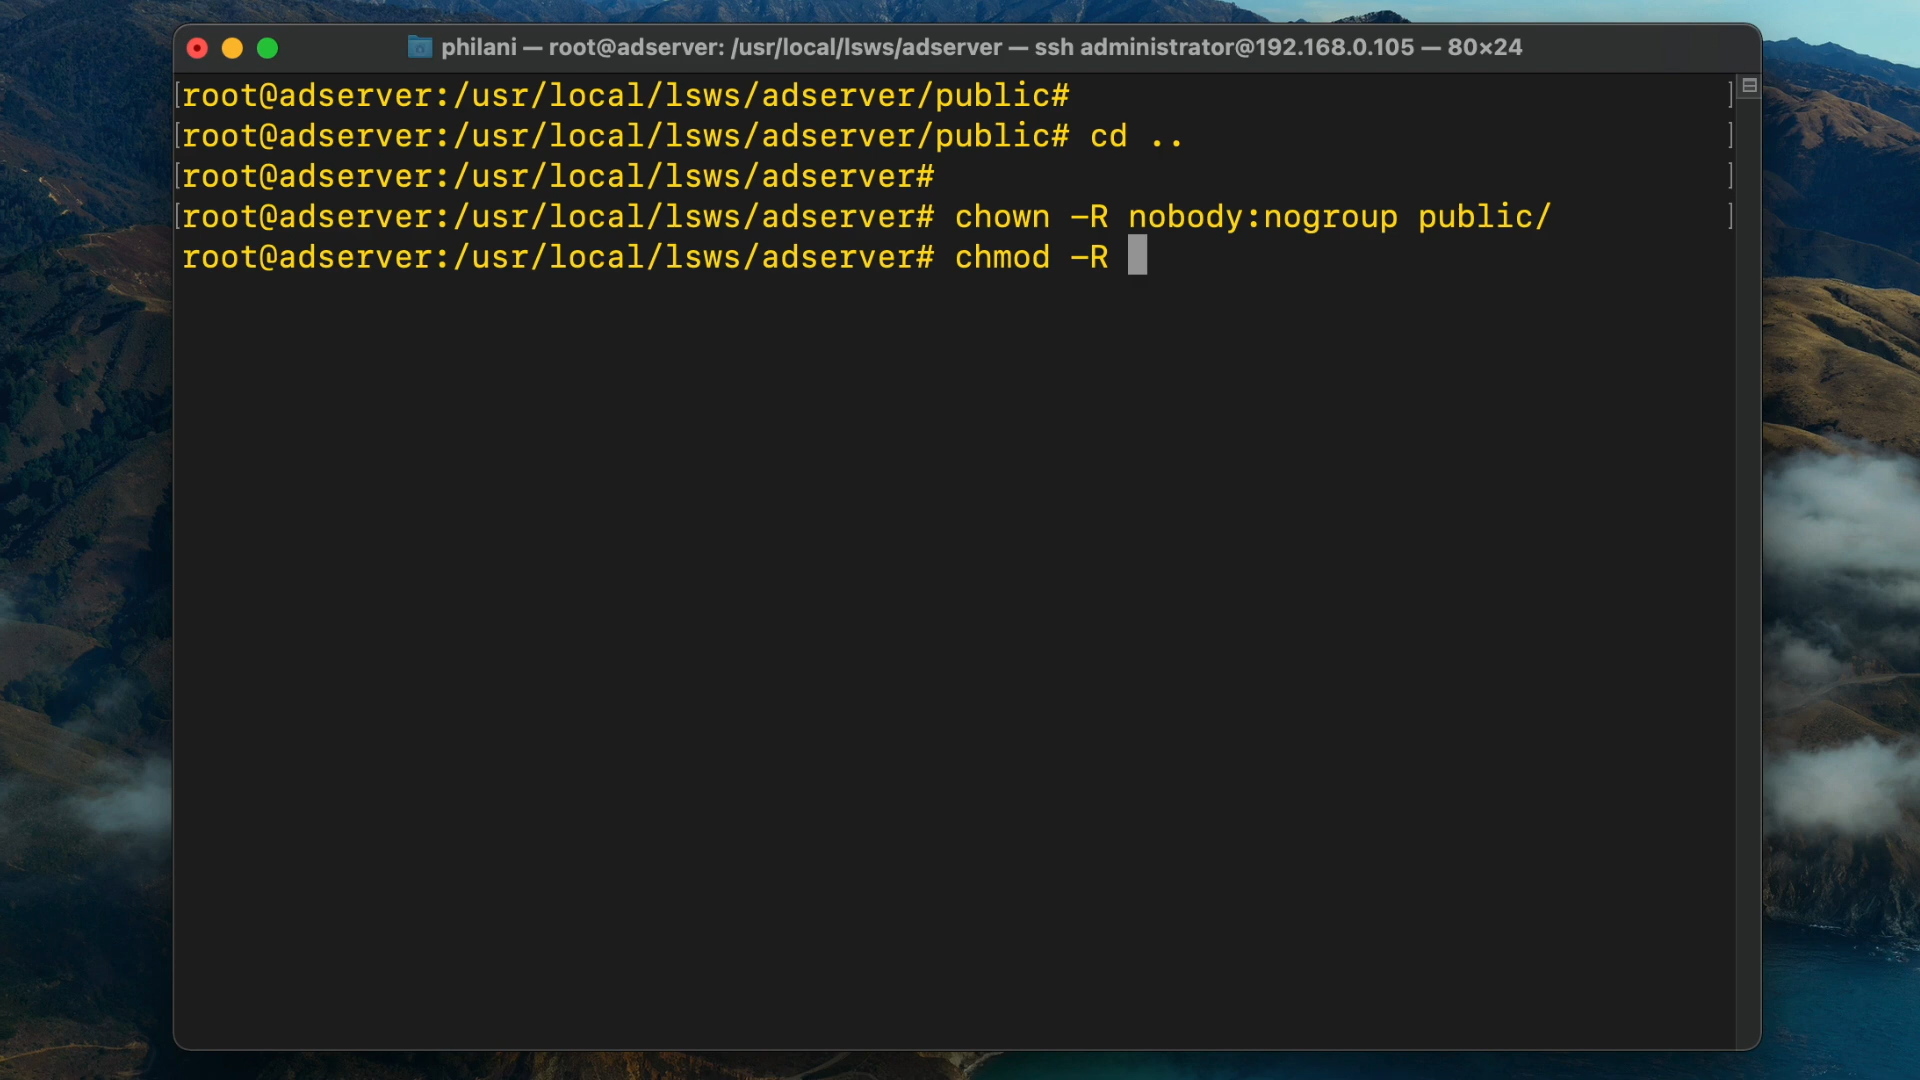 philani — root@adserver: /usr/local/lsws/adserver — ssh administrator@192.168.0.105 — 80×24
[root@adserver:/usr/local/lsws/adserver/public# ]
[root@adserver:/usr/local/lsws/adserver/public# cd .. ]
[root@adserver:/usr/local/lsws/adserver# ]
[root@adserver:/usr/local/lsws/adserver# chown -R nobody:nogroup public/ ]
root@adserver:/usr/local/lsws/adserver# chmod -R